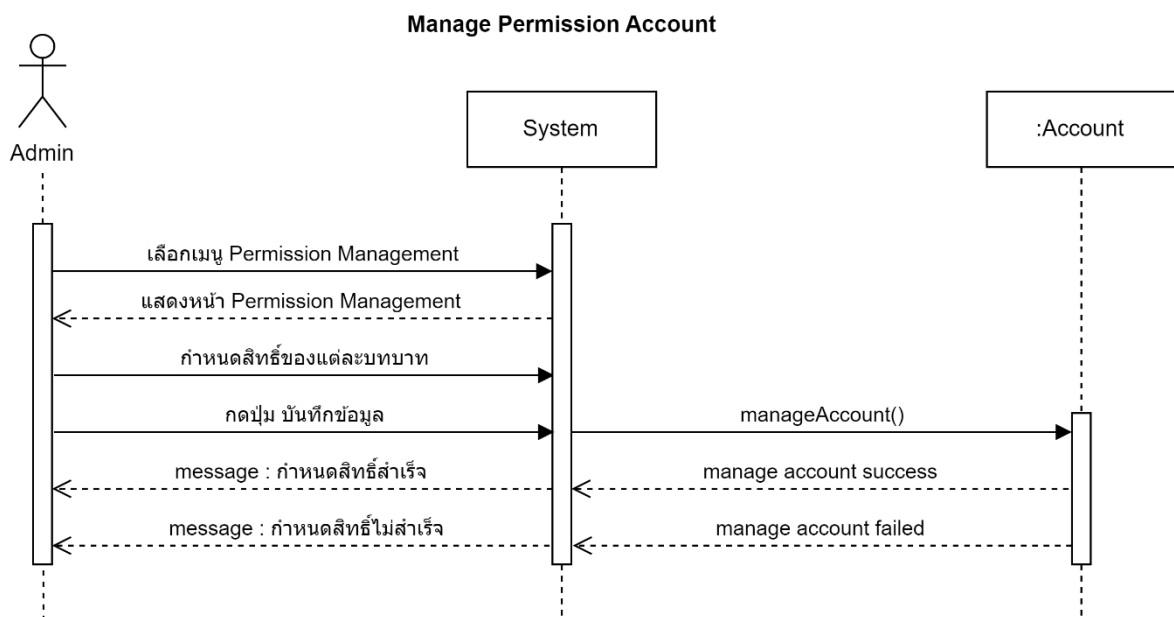 Manage Permission Account
Admin
System
:Account
เลือกเมนู Permission Management
แสดงหน้า Permission Management
กำหนดสิทธิ์ของแต่ละบทบาท
กดปุ่ม บันทึกข้อมูล
manageAccount()
message : กำหนดสิทธิ์สำเร็จ
manage account success
message : กำหนดสิทธิ์ไม่สำเร็จ
manage account failed